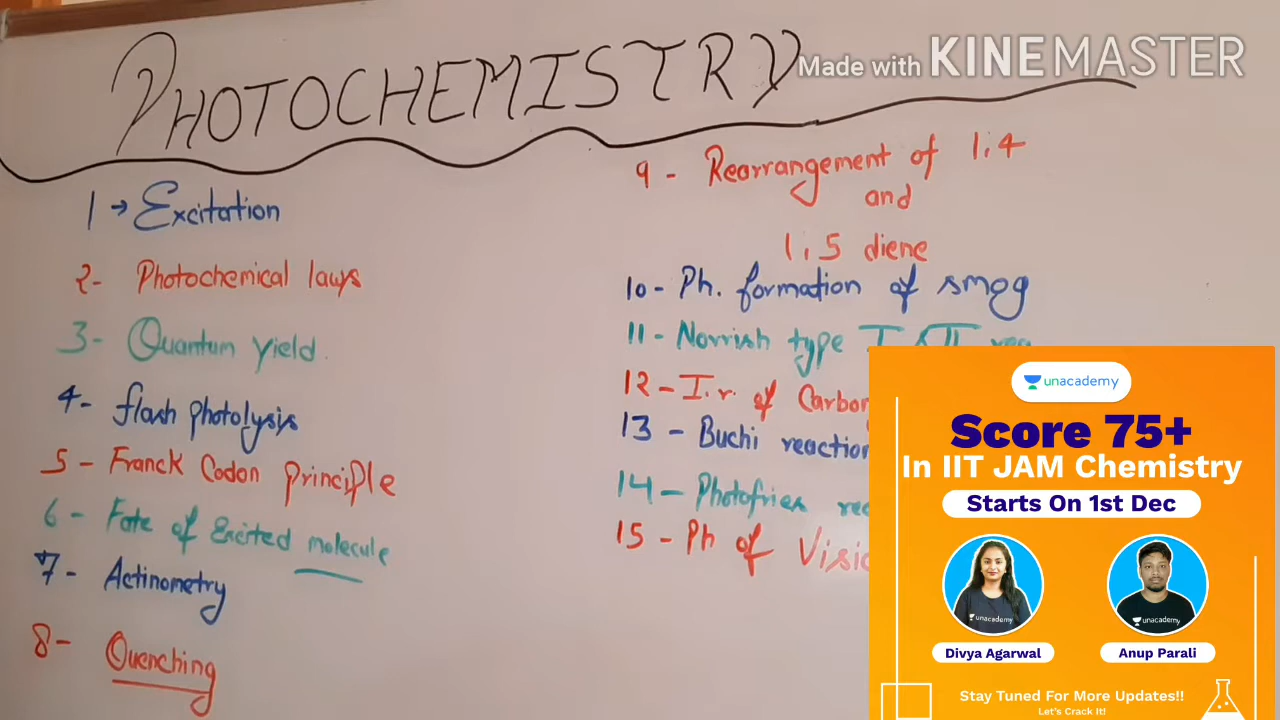 PHOTOCHEMISTRY
Made with KINEMASTER
1 → Excitation
2- Photochemical laws
3- Quantum Yield
4- flash photolysis
5 - Franck Codon principle
6 - Fate of Excited molecule
7- Actinometry
8- Quenching
9 - Rearrangement of 1,4
and
1,5 diene
10 - Ph. formation of smog
11 - Norrish type I & II
12 - I.r. of
13 - Buchi reaction
14 - Photofries
15 - Ph of
unacademy
Score 75+
In IIT JAM Chemistry
Starts On 1st Dec
unacademy
unacademy
Divya Agarwal
Anup Parali
Stay Tuned For More Updates!!
Let's Crack It!